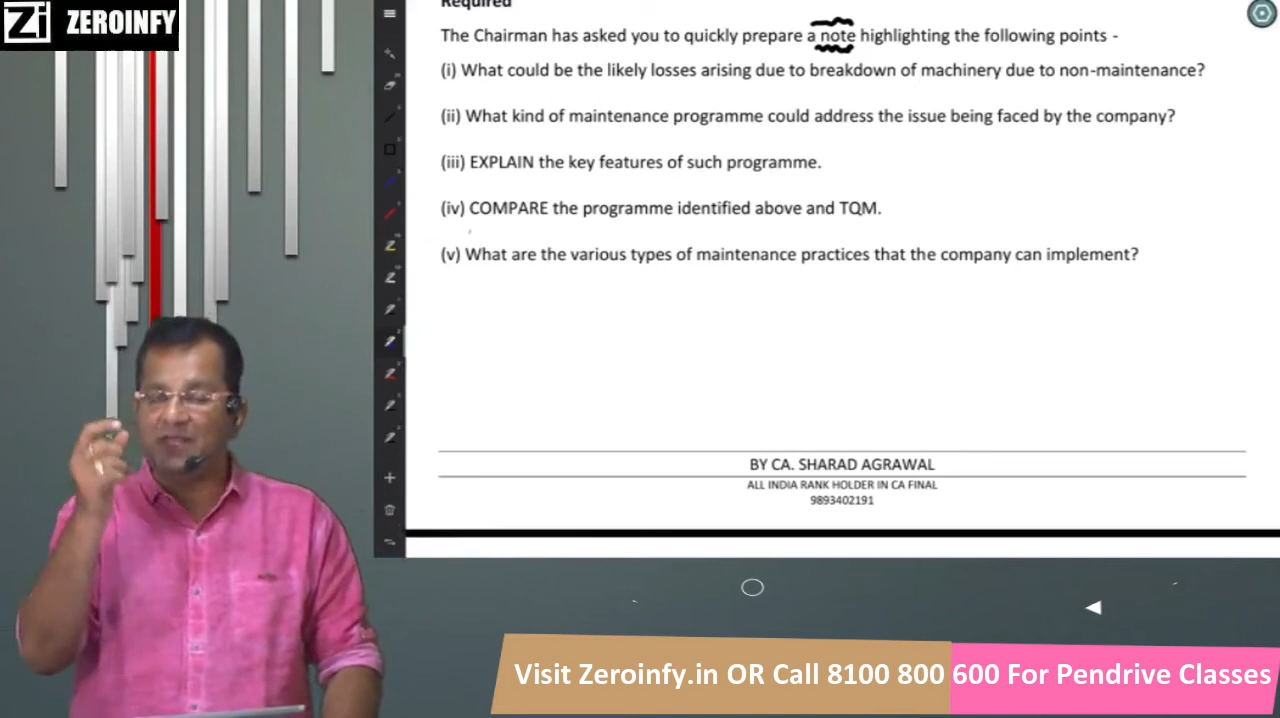 Zi ZEROINFY
Required
The Chairman has asked you to quickly prepare a note highlighting the following points -
(i) What could be the likely losses arising due to breakdown of machinery due to non-maintenance?
(ii) What kind of maintenance programme could address the issue being faced by the company?
(iii) EXPLAIN the key features of such programme.
(iv) COMPARE the programme identified above and TQM.
(v) What are the various types of maintenance practices that the company can implement?
BY CA. SHARAD AGRAWAL
ALL INDIA RANK HOLDER IN CA FINAL
9893402191
Visit Zeroinfy.in OR Call 8100 800 600 For Pendrive Classes